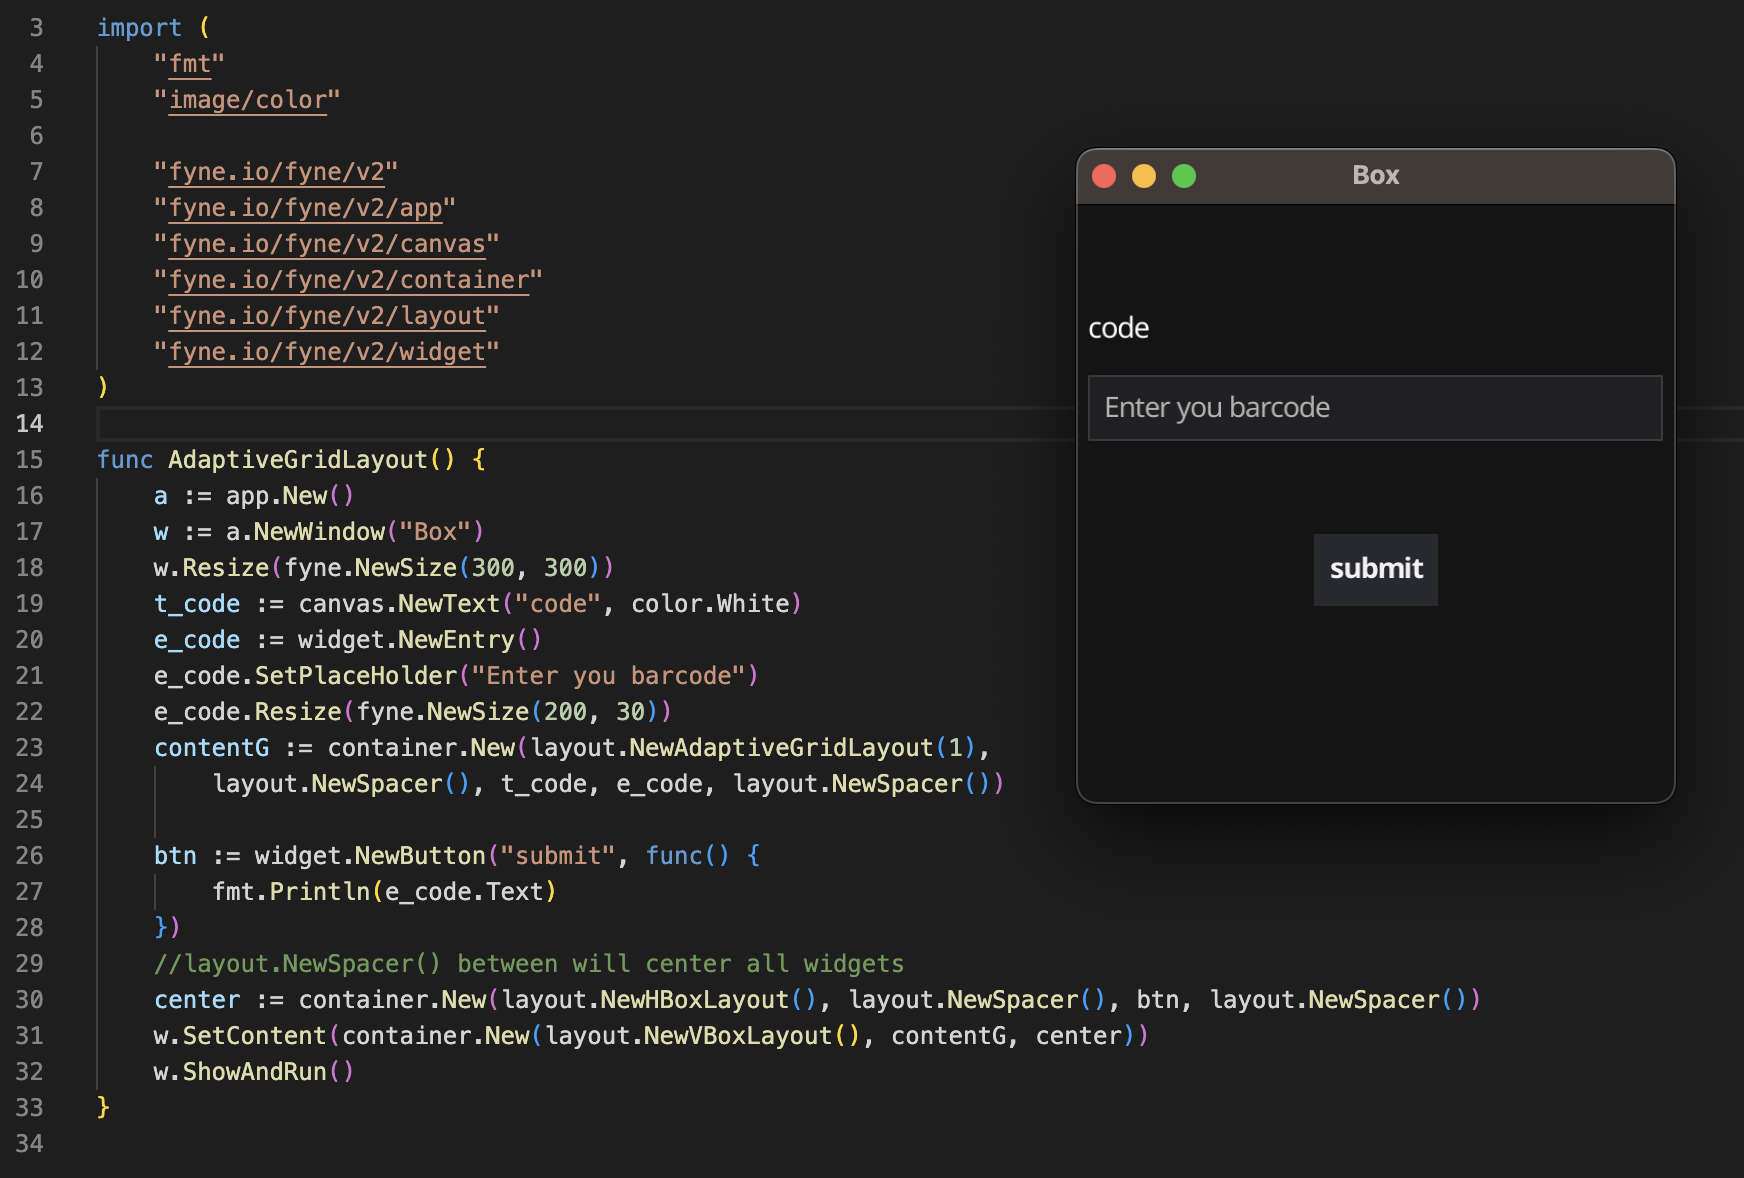 3 import (
4 "fmt"
5 "image/color"
6
7 "fyne.io/fyne/v2"
8 "fyne.io/fyne/v2/app"
9 "fyne.io/fyne/v2/canvas"
10 "fyne.io/fyne/v2/container"
11 "fyne.io/fyne/v2/layout"
12 "fyne.io/fyne/v2/widget"
13 )
14
15 func AdaptiveGridLayout() {
16 a := app.New()
17 w := a.NewWindow("Box")
18 w.Resize(fyne.NewSize(300, 300))
19 t_code := canvas.NewText("code", color.White)
20 e_code := widget.NewEntry()
21 e_code.SetPlaceHolder("Enter you barcode")
22 e_code.Resize(fyne.NewSize(200, 30))
23 contentG := container.New(layout.NewAdaptiveGridLayout(1),
24 layout.NewSpacer(), t_code, e_code, layout.NewSpacer())
25
26 btn := widget.NewButton("submit", func() {
27 fmt.Println(e_code.Text)
28 })
29 //layout.NewSpacer() between will center all widgets
30 center := container.New(layout.NewHBoxLayout(), layout.NewSpacer(), btn, layout.NewSpacer())
31 w.SetContent(container.New(layout.NewVBoxLayout(), contentG, center))
32 w.ShowAndRun()
33 }
34
Box
code
Enter you barcode
submit